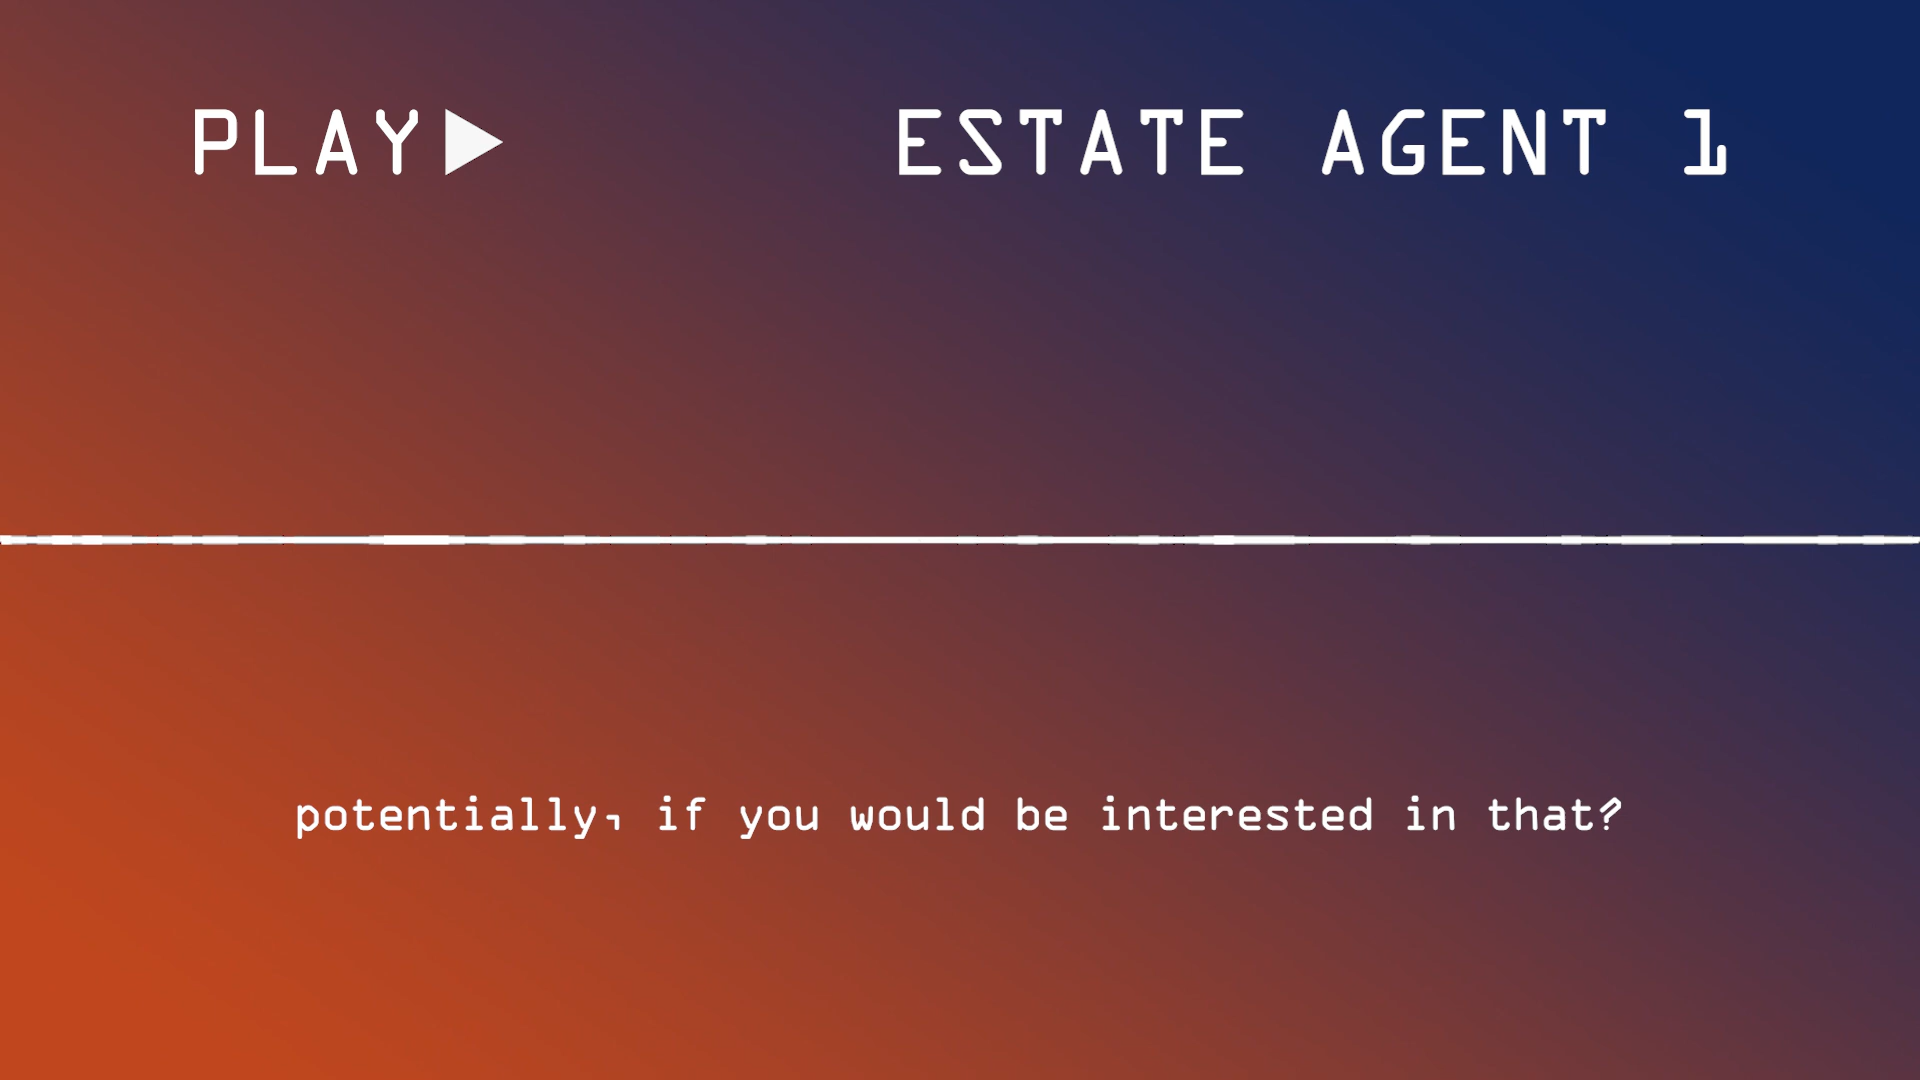 PLAY▶ ESTATE AGENT 1
potentially, if you would be interested in that?